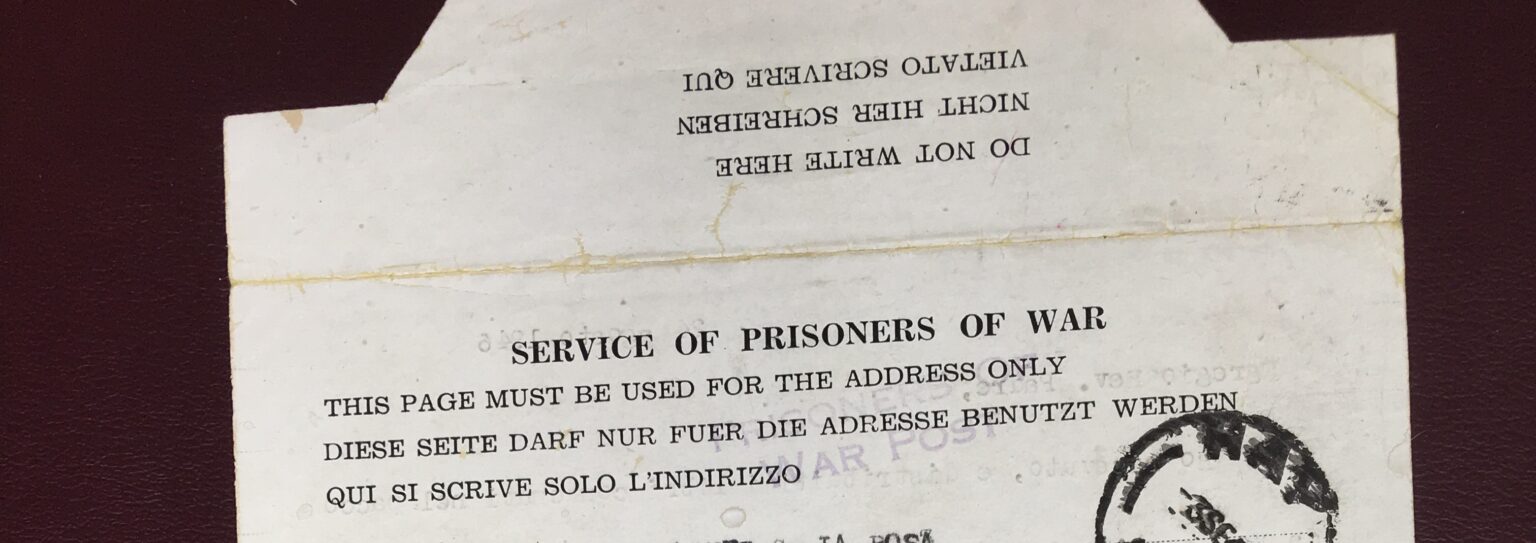 DO NOT WRITE HERE
NICHT HIER SCHREIBEN
VIETATO SCRIVERE QUI
SERVICE OF PRISONERS OF WAR
THIS PAGE MUST BE USED FOR THE ADDRESS ONLY
DIESE SEITE DARF NUR FUER DIE ADRESSE BENUTZT WERDEN
QUI SI SCRIVE SOLO L'INDIRIZZO
PRISONERS OF
WAR POST